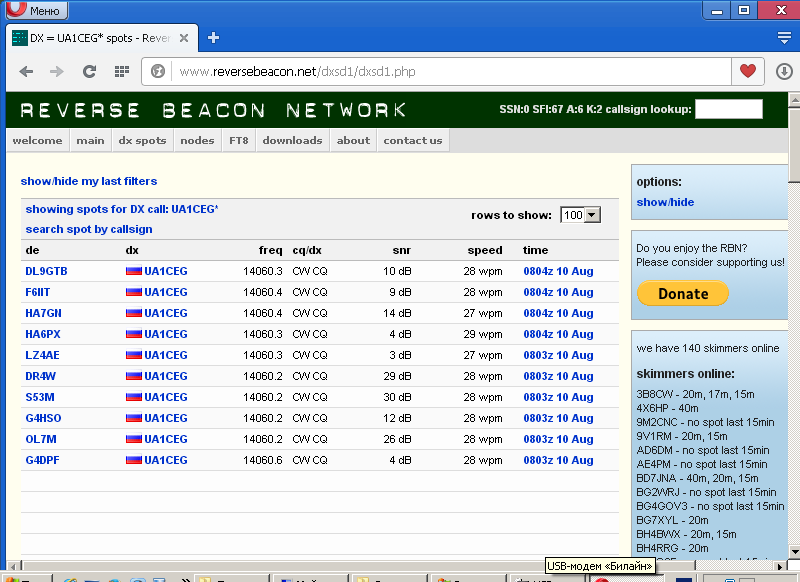 Меню
DX = UA1CEG* spots - Rever
www.reversebeacon.net/dxsd1/dxsd1.php
REVERSE BEACON NETWORK
SSN:0 SFI:67 A:6 K:2 callsign lookup:
welcome main dx spots nodes FT8 downloads about contact us
show/hide my last filters
showing spots for DX call: UA1CEG*
rows to show: 100
search spot by callsign
de dx freq cq/dx snr speed time
DL9GTB UA1CEG 14060.3 CW CQ 10 dB 28 wpm 0804z 10 Aug
F6IIT UA1CEG 14060.4 CW CQ 9 dB 28 wpm 0804z 10 Aug
HA7GN UA1CEG 14060.4 CW CQ 14 dB 27 wpm 0804z 10 Aug
HA6PX UA1CEG 14060.3 CW CQ 4 dB 29 wpm 0804z 10 Aug
LZ4AE UA1CEG 14060.3 CW CQ 3 dB 27 wpm 0803z 10 Aug
DR4W UA1CEG 14060.2 CW CQ 29 dB 28 wpm 0803z 10 Aug
S53M UA1CEG 14060.2 CW CQ 30 dB 28 wpm 0803z 10 Aug
G4HSO UA1CEG 14060.2 CW CQ 12 dB 28 wpm 0803z 10 Aug
OL7M UA1CEG 14060.2 CW CQ 26 dB 28 wpm 0803z 10 Aug
G4DPF UA1CEG 14060.6 CW CQ 4 dB 28 wpm 0803z 10 Aug
options:
show/hide
Do you enjoy the RBN?
Please consider supporting us!
Donate
we have 140 skimmers online
skimmers online:
3B8CW - 20m, 17m, 15m
4X6HP - 40m
9M2CNC - no spot last 15min
9V1RM - 20m, 15m
AD6DM - no spot last 15min
AE4PM - no spot last 15min
BD7JNA - 40m, 20m, 15m
BG2WRJ - no spot last 15min
BG4GOV3 - no spot last 15min
BG7XYL - 20m
BH4BWX - 20m, 15m
BH4RRG - 20m
USB-модем «Билайн»